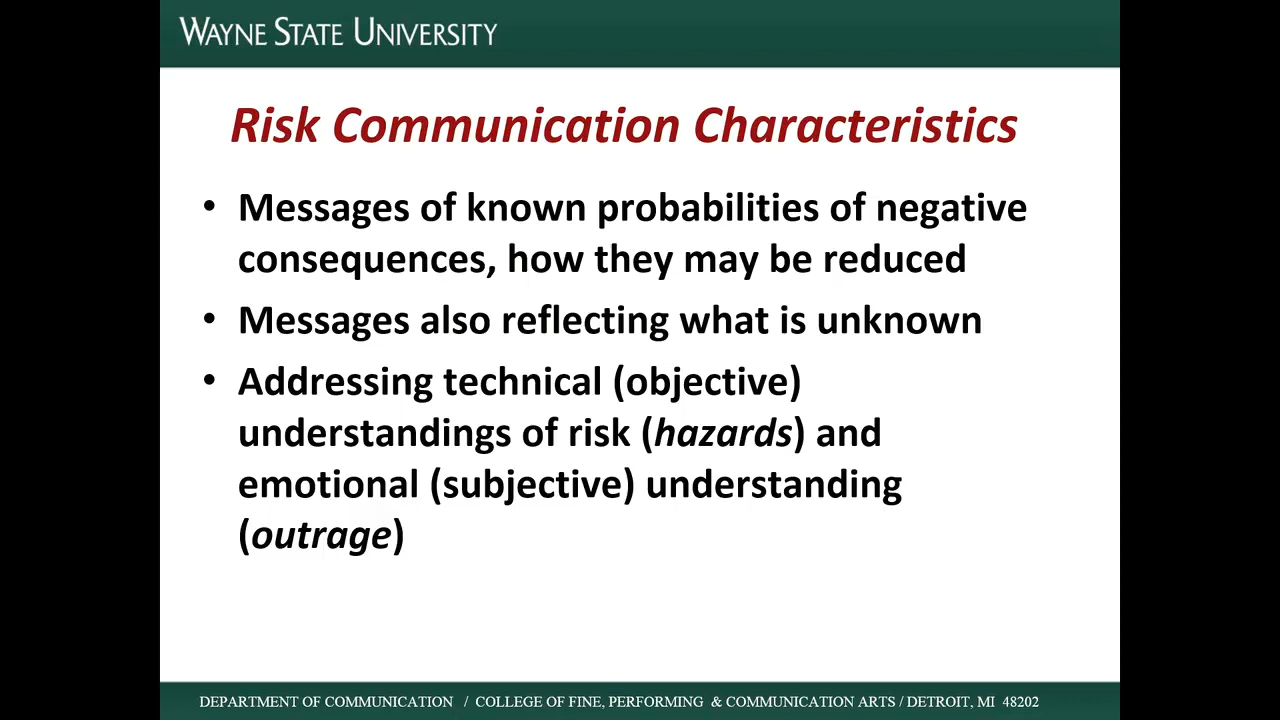 WAYNE STATE UNIVERSITY
Risk Communication Characteristics
• Messages of known probabilities of negative
consequences, how they may be reduced
• Messages also reflecting what is unknown
• Addressing technical (objective)
understandings of risk (hazards) and
emotional (subjective) understanding
(outrage)
DEPARTMENT OF COMMUNICATION / COLLEGE OF FINE, PERFORMING & COMMUNICATION ARTS / DETROIT, MI 48202